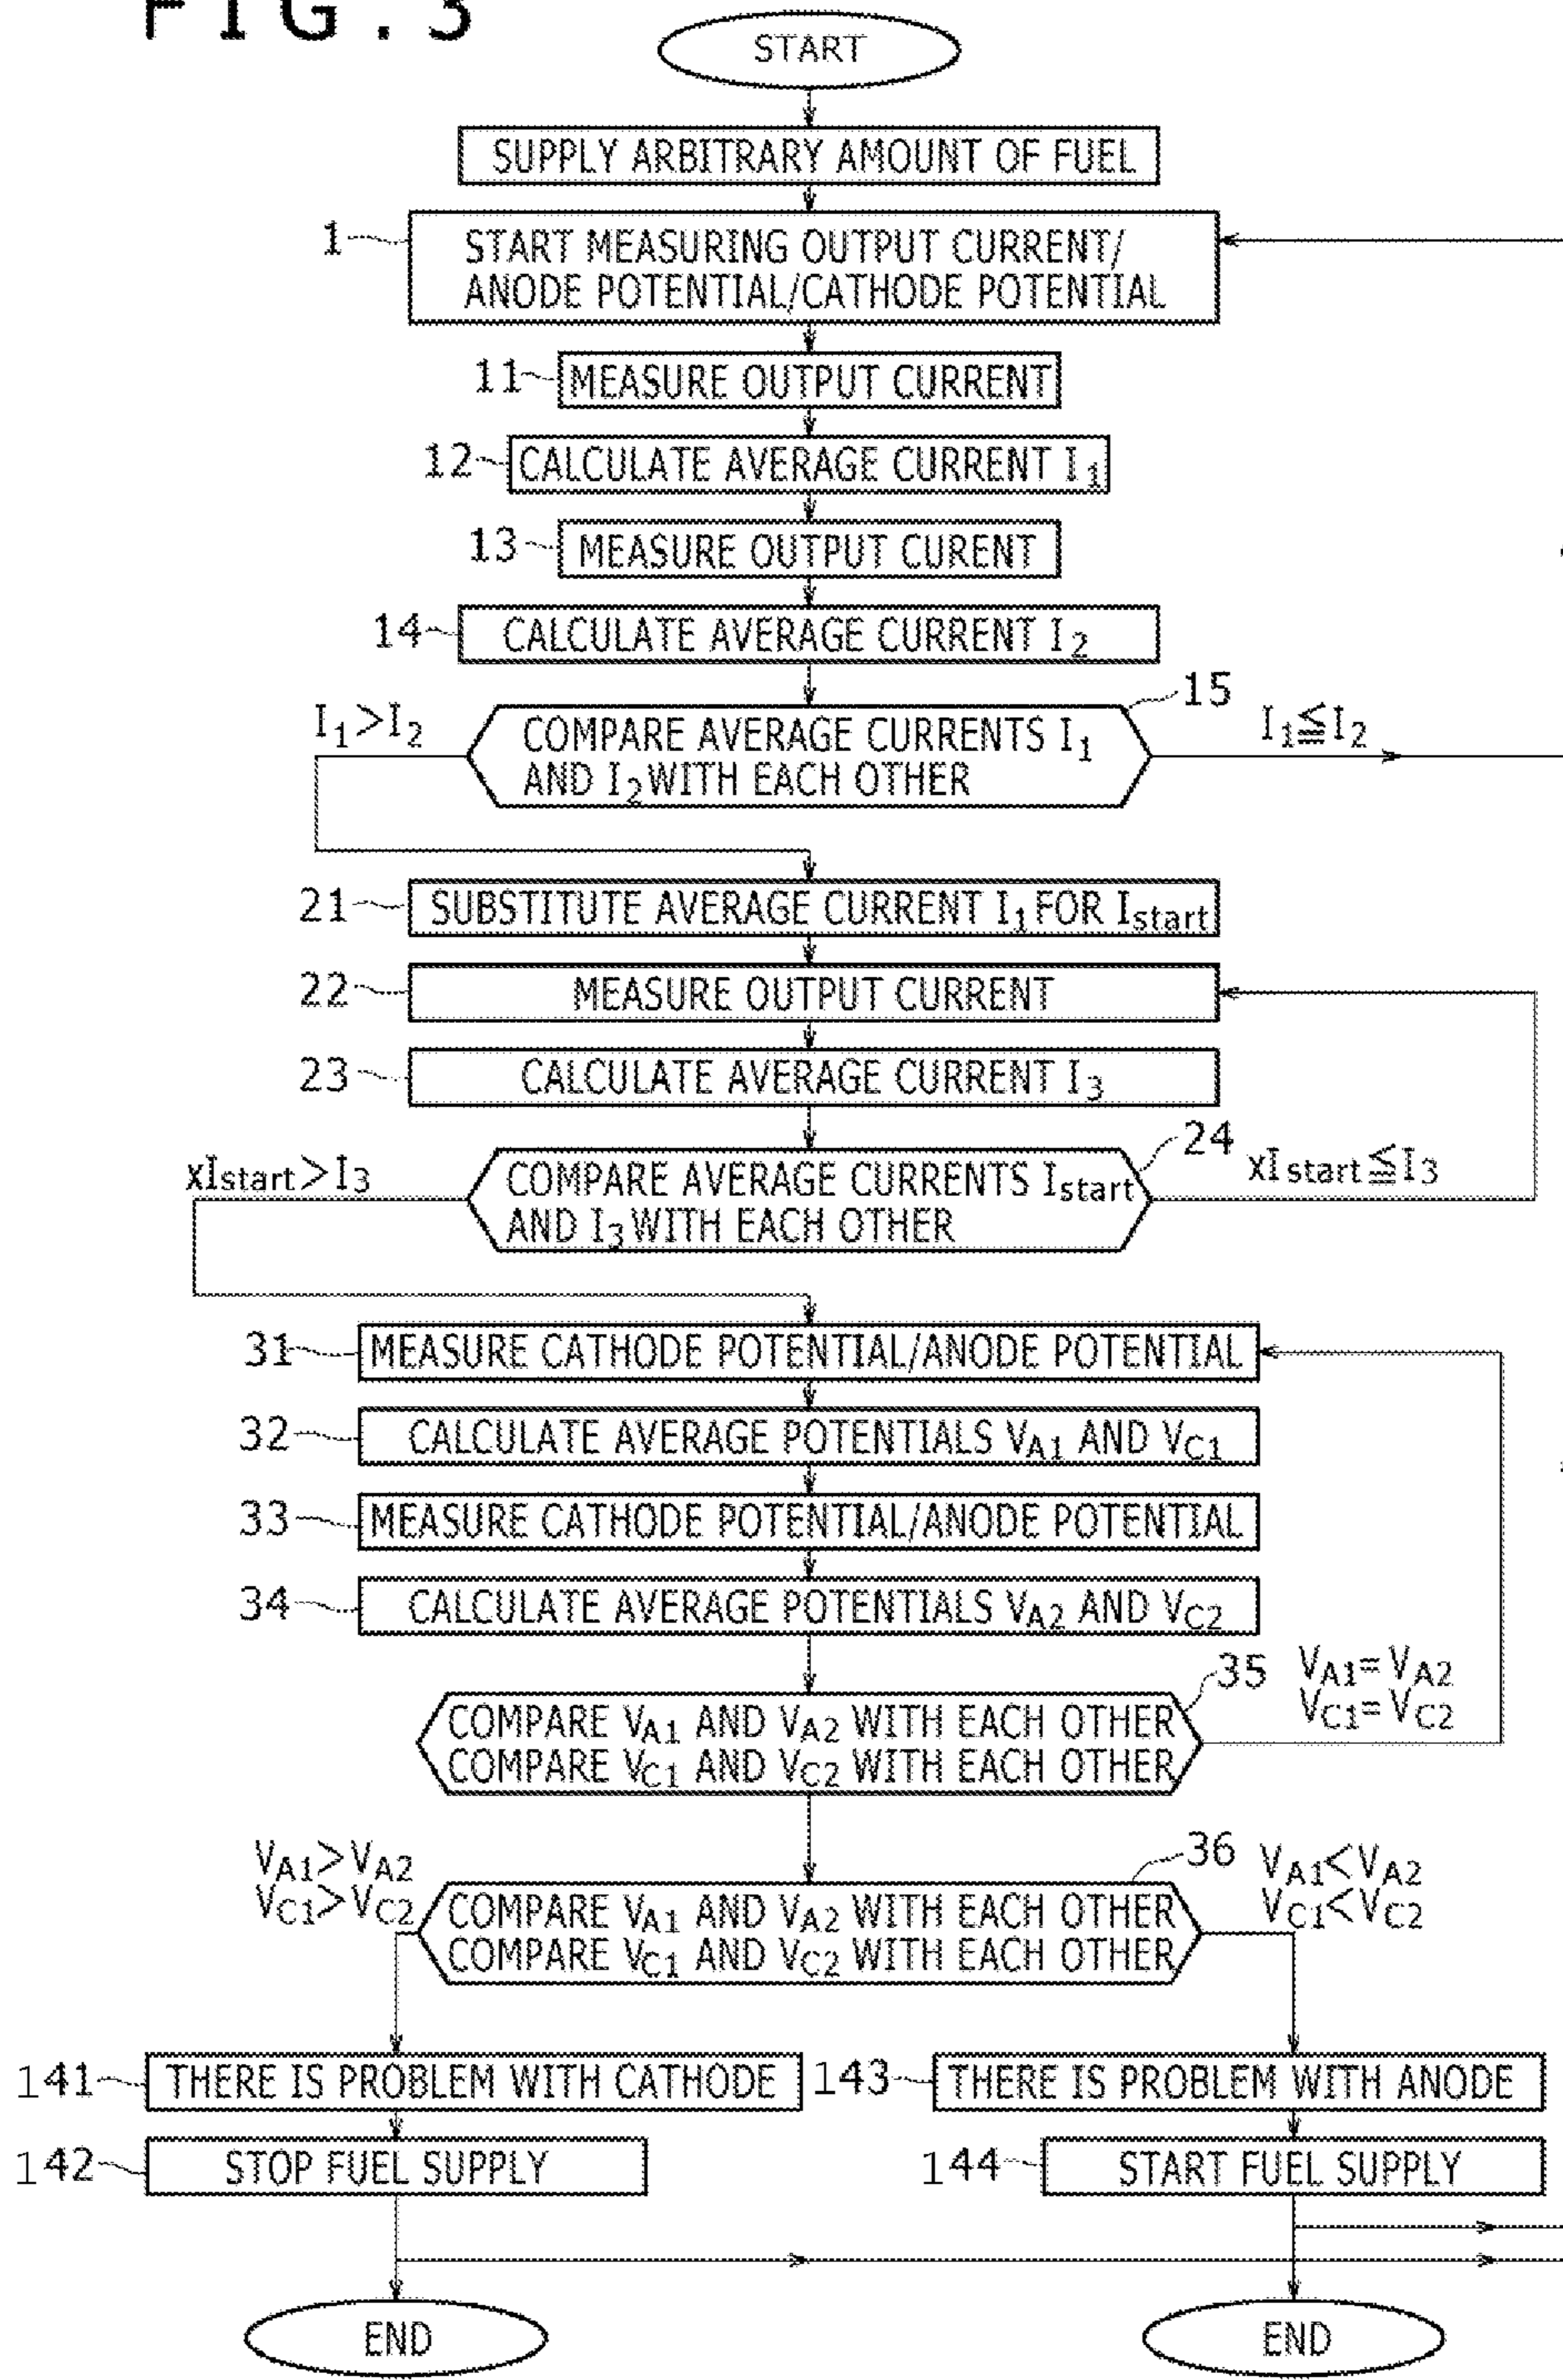 FIG.3
START
SUPPLY ARBITRARY AMOUNT OF FUEL
1
START MEASURING OUTPUT CURRENT/
ANODE POTENTIAL/CATHODE POTENTIAL
11
MEASURE OUTPUT CURRENT
12
CALCULATE AVERAGE CURRENT I1
13
MEASURE OUTPUT CURENT
14
CALCULATE AVERAGE CURRENT I2
15
I1>I2
COMPARE AVERAGE CURRENTS I1
AND I2 WITH EACH OTHER
I1≦I2
21
SUBSTITUTE AVERAGE CURRENT I1 FOR Istart
22
MEASURE OUTPUT CURRENT
23
CALCULATE AVERAGE CURRENT I3
24
xIstart>I3
COMPARE AVERAGE CURRENTS Istart
AND I3 WITH EACH OTHER
xIstart≦I3
31
MEASURE CATHODE POTENTIAL/ANODE POTENTIAL
32
CALCULATE AVERAGE POTENTIALS VA1 AND VC1
33
MEASURE CATHODE POTENTIAL/ANODE POTENTIAL
34
CALCULATE AVERAGE POTENTIALS VA2 AND VC2
35
VA1=VA2
VC1=VC2
COMPARE VA1 AND VA2 WITH EACH OTHER
COMPARE VC1 AND VC2 WITH EACH OTHER
36
VA1>VA2
VC1>VC2
COMPARE VA1 AND VA2 WITH EACH OTHER
COMPARE VC1 AND VC2 WITH EACH OTHER
VA1<VA2
VC1<VC2
141
THERE IS PROBLEM WITH CATHODE
143
THERE IS PROBLEM WITH ANODE
142
STOP FUEL SUPPLY
144
START FUEL SUPPLY
END
END